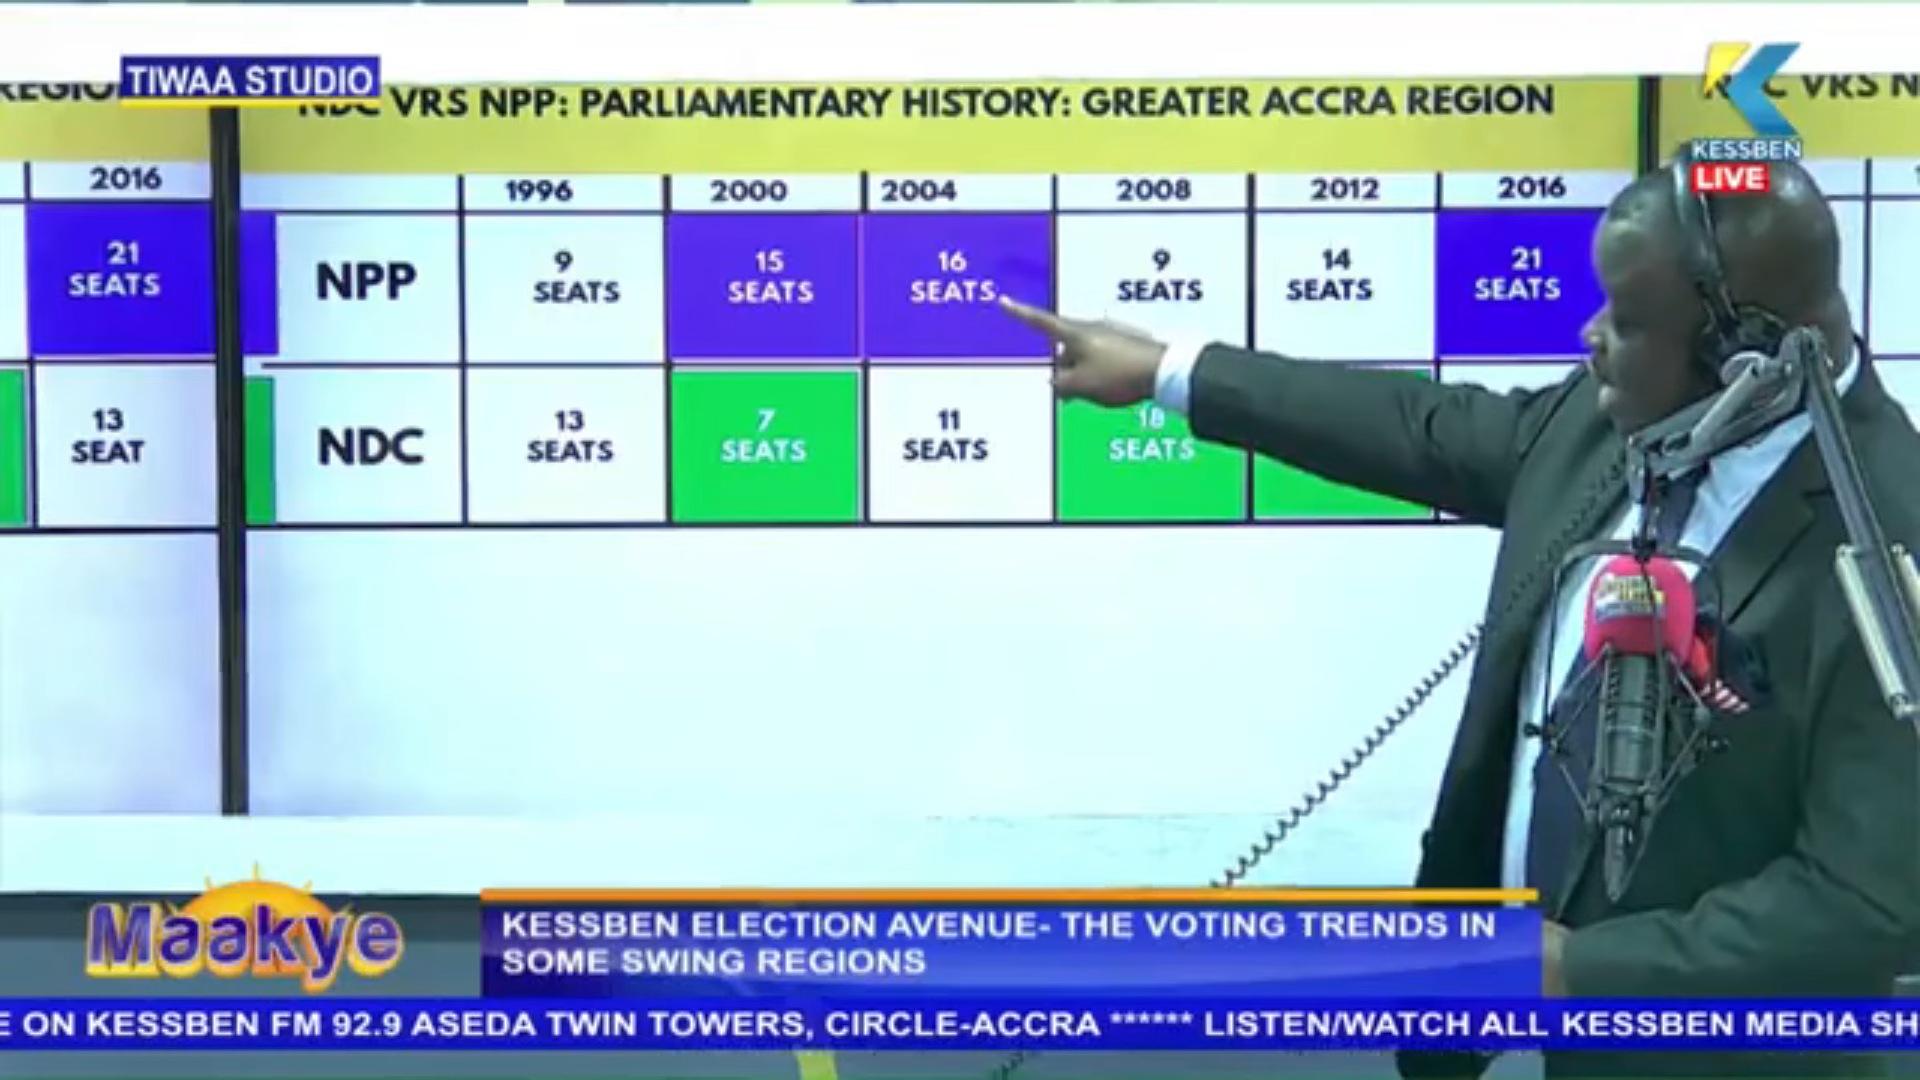 TIWAA STUDIO
NDC VRS NPP: PARLIAMENTARY HISTORY: GREATER ACCRA REGION
VRS
KESSBEN
LIVE
2016
1996 2000 2004 2008 2012 2016
21
SEATS
NPP
9
SEATS
15
SEATS
16
SEATS
9
SEATS
14
SEATS
21
SEATS
13
SEAT
NDC
13
SEATS
7
SEATS
11
SEATS
18
SEATS
Maakye
KESSBEN ELECTION AVENUE- THE VOTING TRENDS IN
SOME SWING REGIONS
E ON KESSBEN FM 92.9 ASEDA TWIN TOWERS, CIRCLE-ACCRA ****** LISTEN/WATCH ALL KESSBEN MEDIA SH